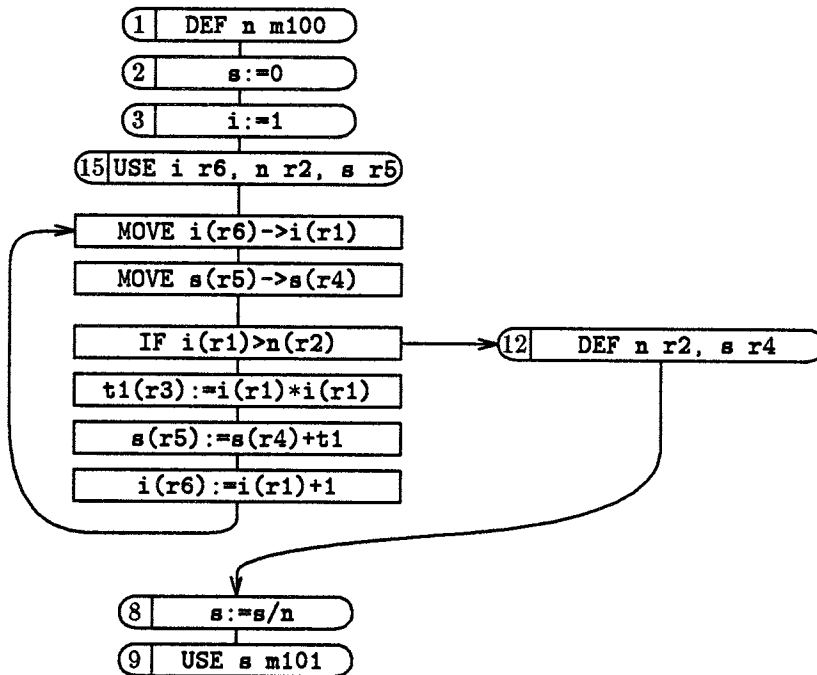 1 DEF n m100
2 s:=0
3 i:=1
15 USE i r6, n r2, s r5
MOVE i(r6)->i(r1)
MOVE s(r5)->s(r4)
IF i(r1)>n(r2)
12 DEF n r2, s r4
t1(r3):=i(r1)*i(r1)
s(r5):=s(r4)+t1
i(r6):=i(r1)+1
8 s:=s/n
9 USE s m101